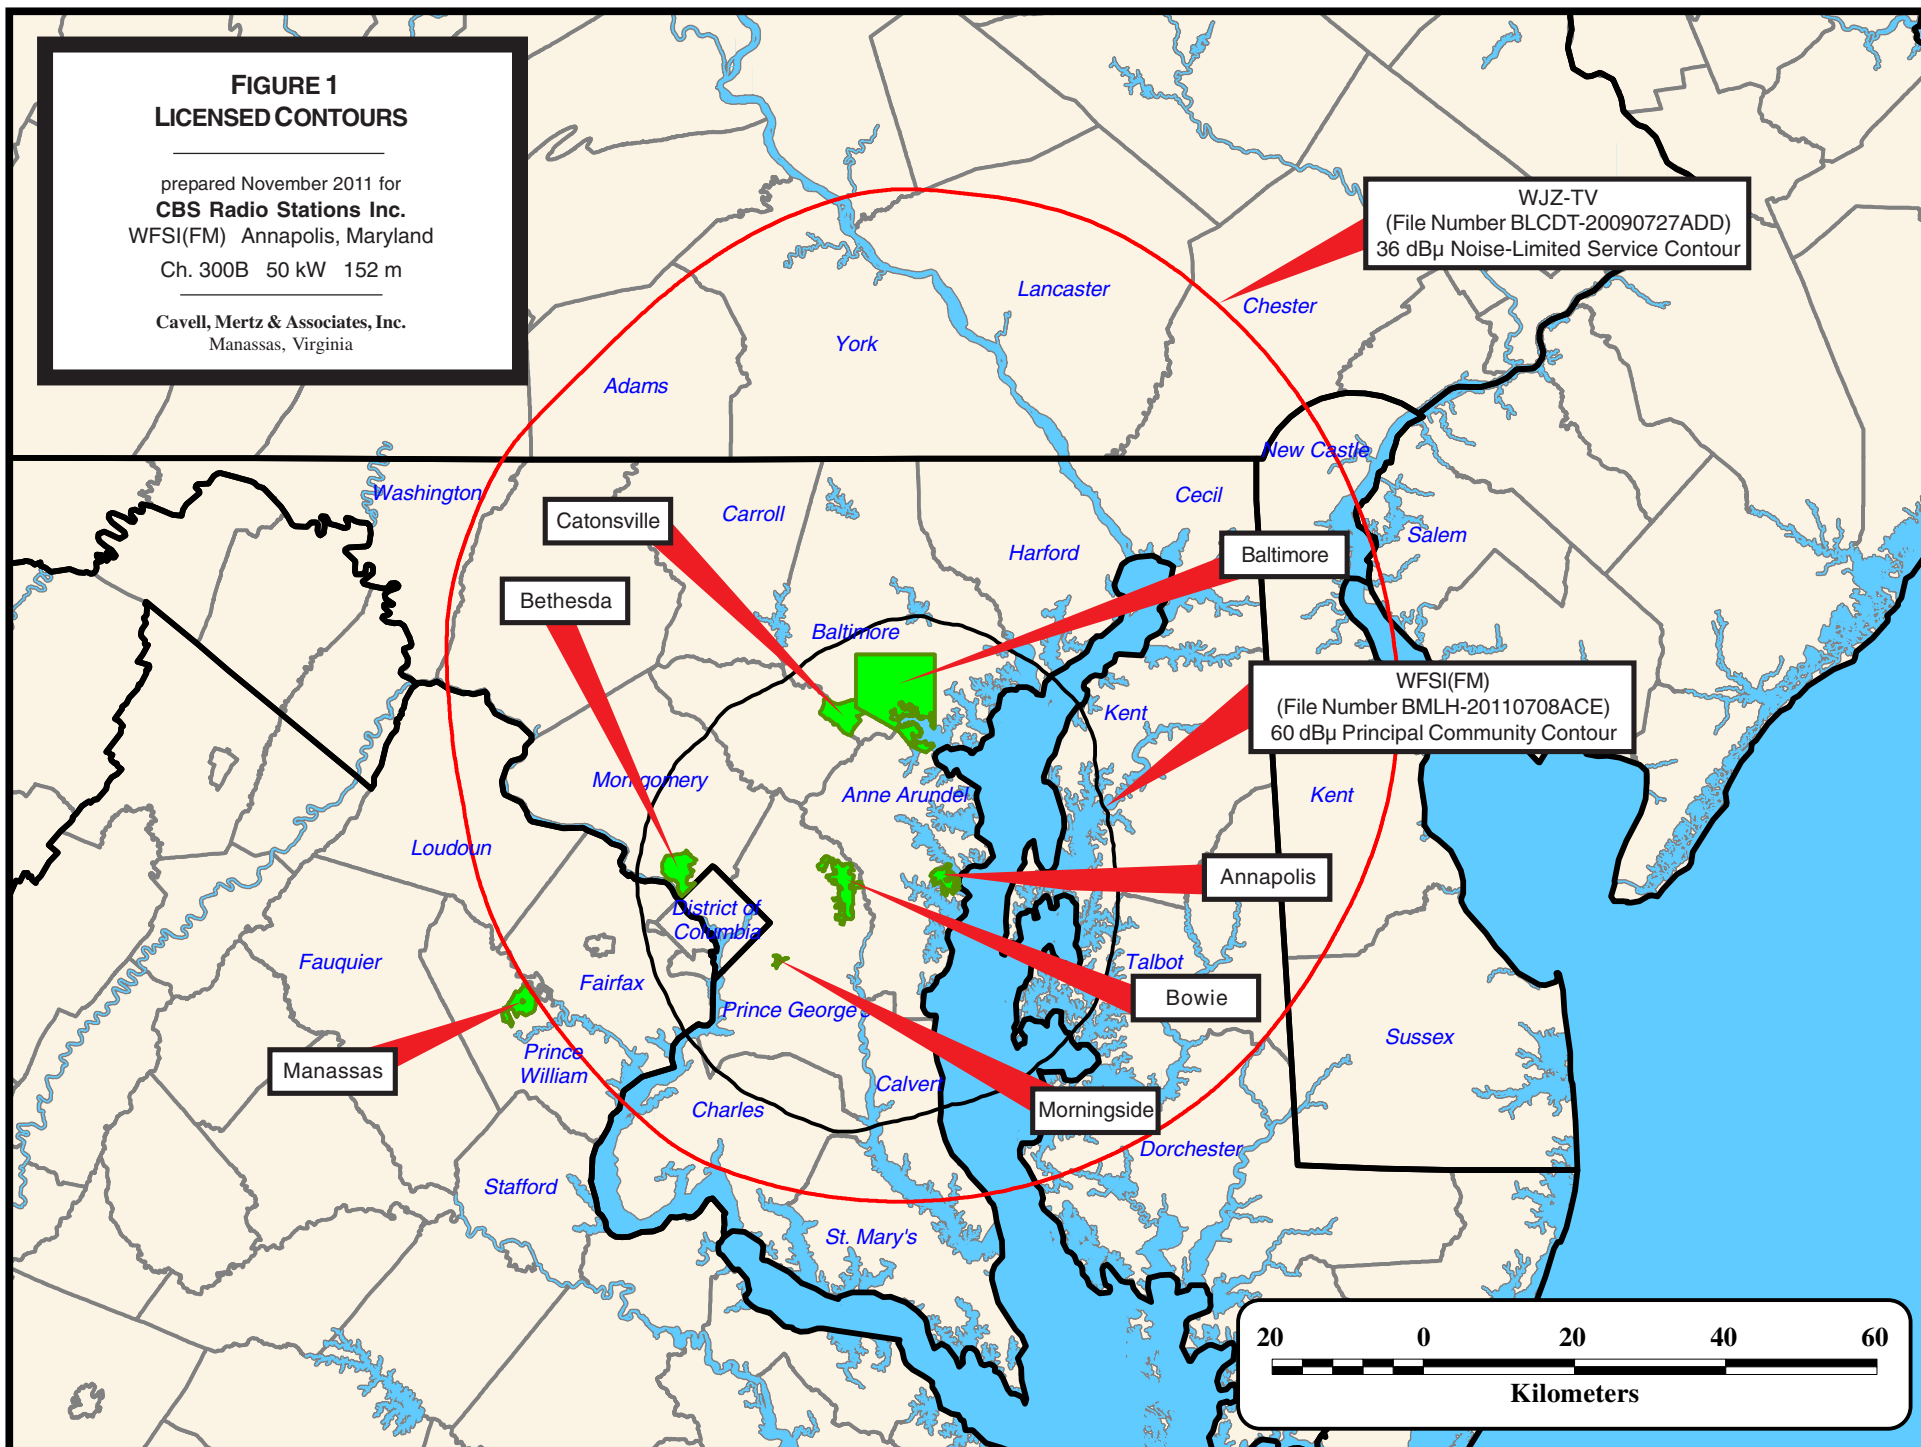 FIGURE 1
LICENSED CONTOURS
prepared November 2011 for
CBS Radio Stations Inc.
WFSI(FM) Annapolis, Maryland
Ch. 300B 50 kW 152 m
Cavell, Mertz & Associates, Inc.
Manassas, Virginia
WJZ-TV
(File Number BLCDT-20090727ADD)
36 dBµ Noise-Limited Service Contour
Lancaster
Chester
York
Adams
New Castle
Washington
Cecil
Carroll
Catonsville
Salem
Harford
Baltimore
Bethesda
Baltimore
WFSI(FM)
(File Number BMLH-20110708ACE)
60 dBµ Principal Community Contour
Kent
Montgomery
Anne Arundel
Kent
Loudoun
Annapolis
District of
Columbia
Fauquier
Talbot
Fairfax
Bowie
Prince George's
Sussex
Prince
William
Manassas
Calvert
Charles
Morningside
Dorchester
Stafford
St. Mary's
20 0 20 40 60
Kilometers